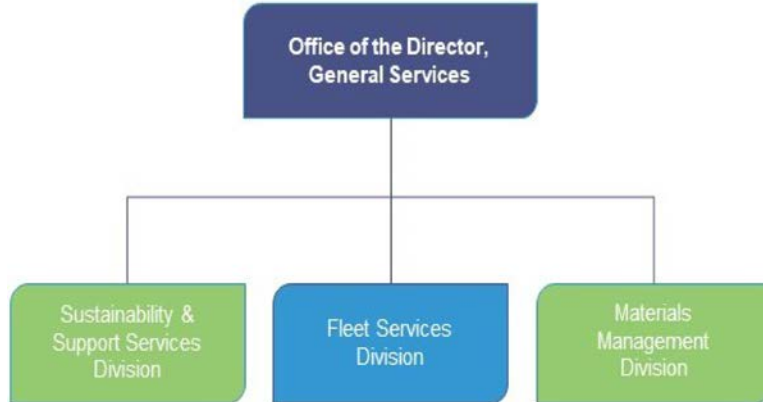 Office of the Director,
General Services
Sustainability &
Support Services
Division
Fleet Services
Division
Materials
Management
Division